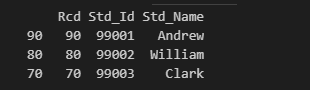 Rcd Std_Id Std_Name
90 90 99001 Andrew
80 80 99002 William
70 70 99003 Clark